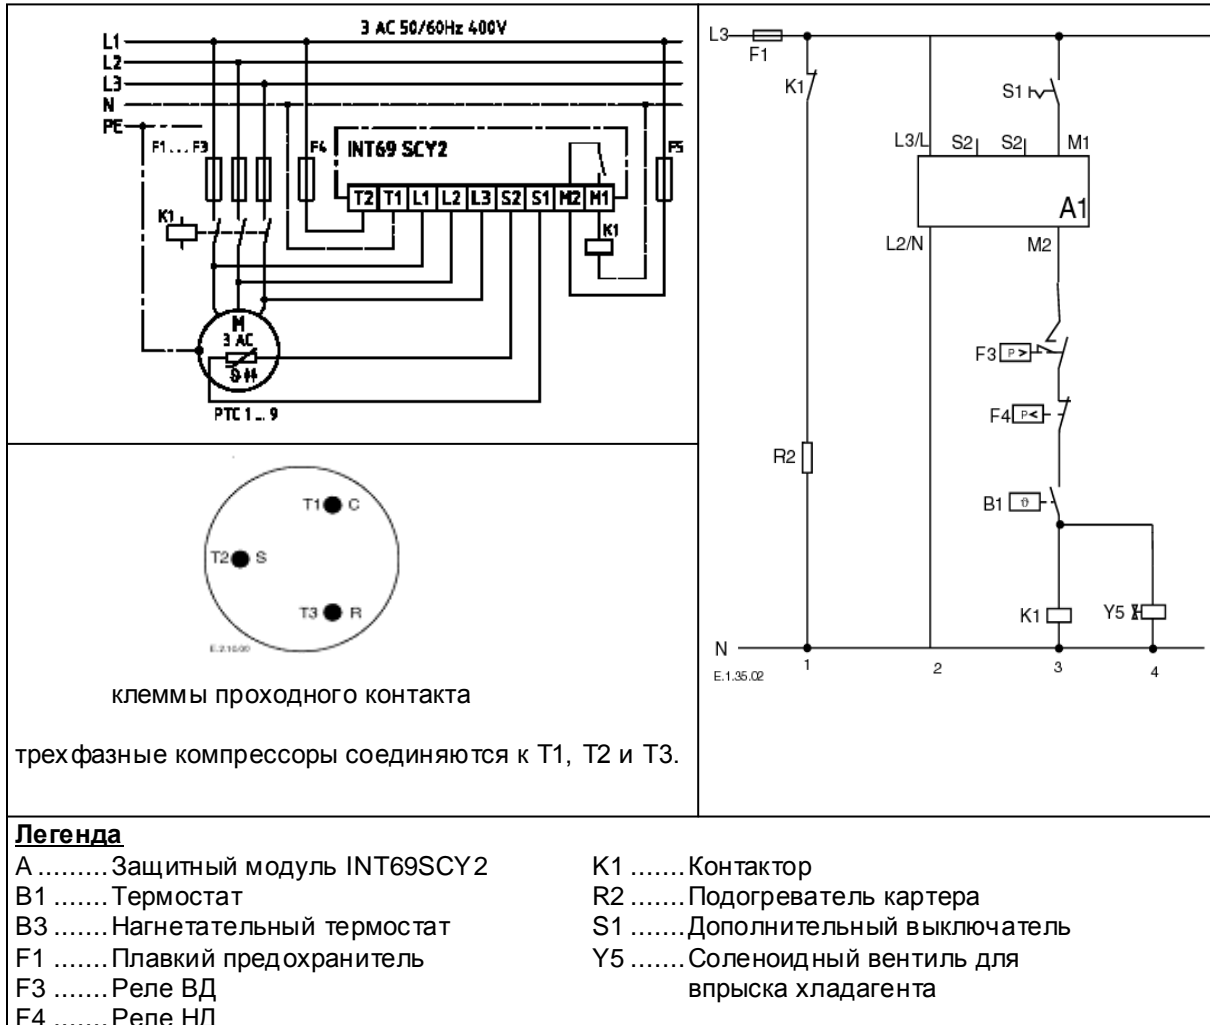 3 AC 50/60Hz 400V
L1
L2
L3
N
PE
F1...F3
F4
INT69 SCY2
F5
T2 T1 L1 L2 L3 S2 S1 M2 M1
K1
K1
M
3 AC
PTC 1 ... 9
T1 C
T2 S
T3 R
E.2.10.00
клеммы проходного контакта
трехфазные компрессоры соединяются к T1, T2 и T3.
L3
F1
K1
S1
L3/L S2 S2 M1
A1
L2/N M2
F3 P>
F4 P<
R2
B1 θ
K1 Y5
N
E.1.35.02
1 2 3 4
Легенда
A .........Защитный модуль INT69SCY2
B1 .......Термостат
B3 .......Нагнетательный термостат
F1 .......Плавкий предохранитель
F3 .......Реле ВД
F4 .......Реле НД
K1 .......Контактор
R2 .......Подогреватель картера
S1 .......Дополнительный выключатель
Y5 .......Соленоидный вентиль для
впрыска хладагента